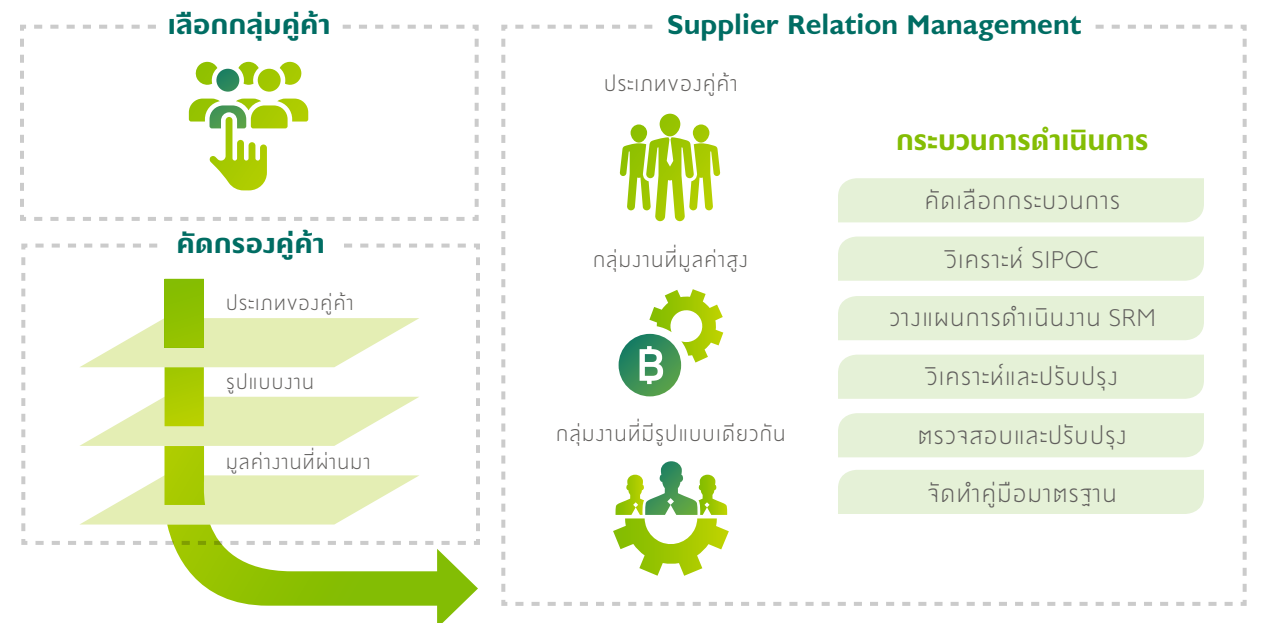 เลือกกลุ่มคู่ค้า
คัดกรองคู่ค้า
ประเภทของคู่ค้า
รูปแบบงาน
มูลค่างานที่ผ่านมา
Supplier Relation Management
ประเภทของคู่ค้า
กลุ่มงานที่มูลค่าสูง
กลุ่มงานที่มีรูปแบบเดียวกัน
กระบวนการดำเนินการ
คัดเลือกกระบวนการ
วิเคราะห์ SIPOC
วางแผนการดำเนินงาน SRM
วิเคราะห์และปรับปรุง
ตรวจสอบและปรับปรุง
จัดทำคู่มือมาตรฐาน